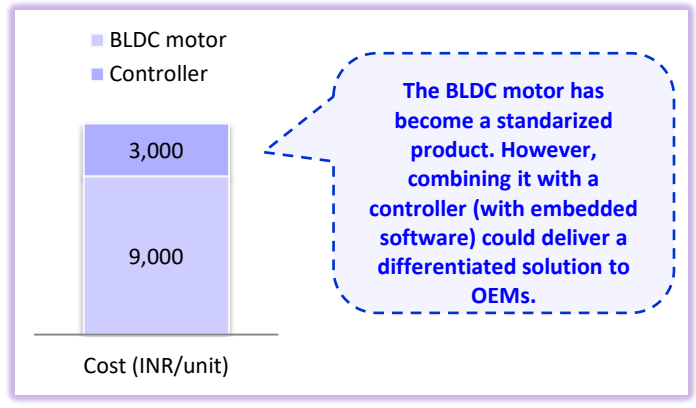 BLDC motor
Controller
3,000
9,000
Cost (INR/unit)
The BLDC motor has
become a standarized
product. However,
combining it with a
controller (with embedded
software) could deliver a
differentiated solution to
OEMs.